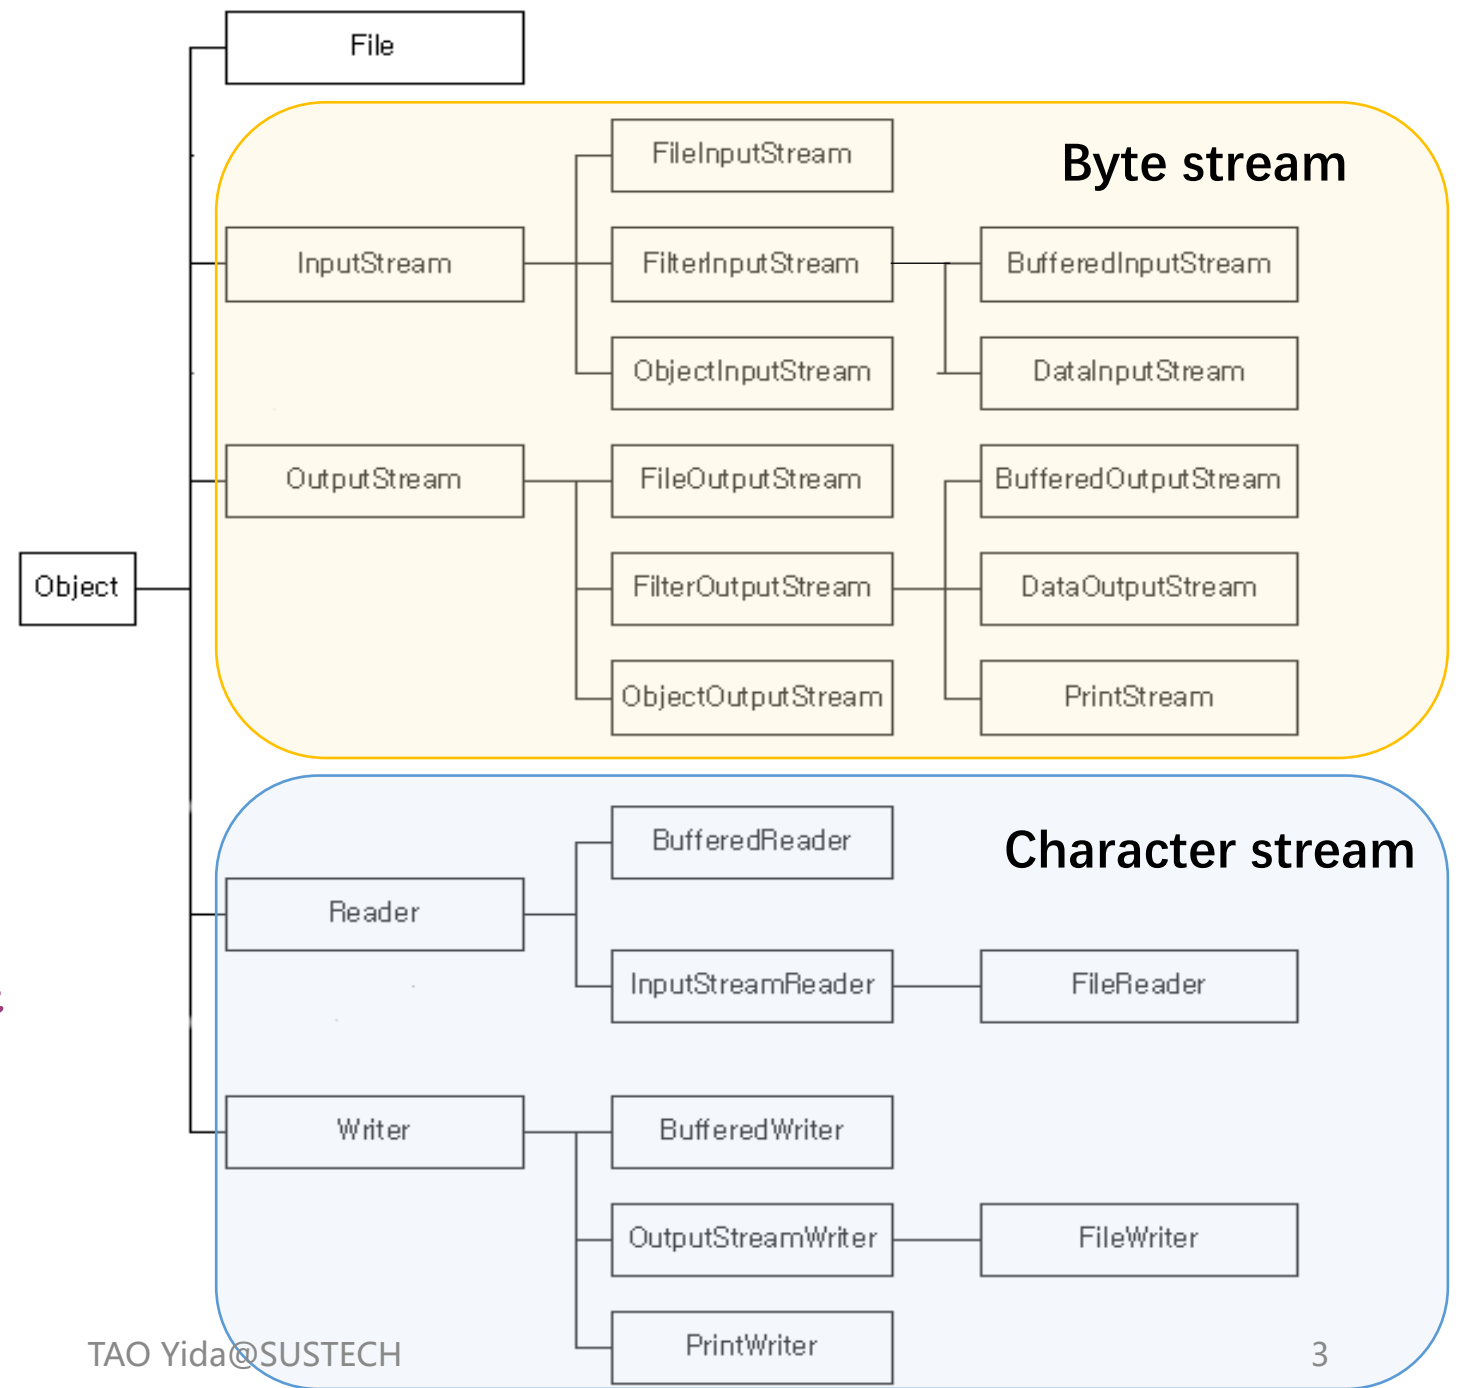 File
Byte stream
FileInputStream
InputStream
FilterInputStream
BufferedInputStream
ObjectInputStream
DataInputStream
OutputStream
FileOutputStream
BufferedOutputStream
Object
FilterOutputStream
DataOutputStream
ObjectOutputStream
PrintStream
Character stream
BufferedReader
Reader
InputStreamReader
FileReader
Writer
BufferedWriter
OutputStreamWriter
FileWriter
PrintWriter
TAO Yida@SUSTECH
3